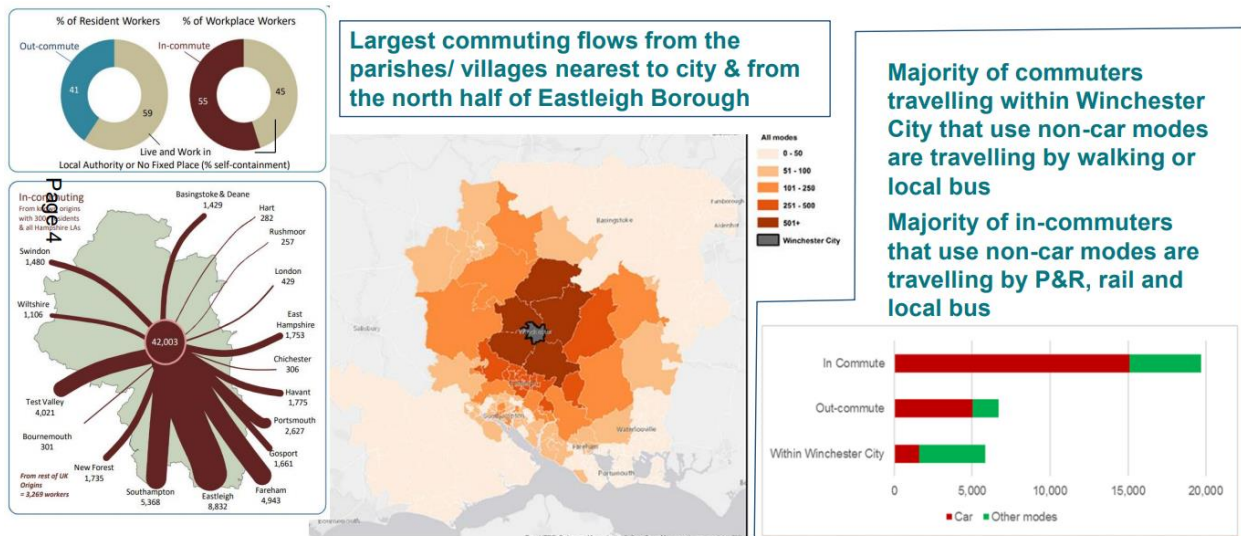 % of Resident Workers
% of Workplace Workers
Out-commute
In-commute
41
59
55
45
Live and Work in
Local Authority or No Fixed Place (% self-containment)
Page 4
In-commuting
From
origins
with 300
residents
& all Hampshire LAs
Basingstoke & Deane
1,429
Hart
282
Rushmoor
257
London
429
East
Hampshire
1,753
Chichester
306
Havant
1,775
Portsmouth
2,627
Gosport
1,661
Fareham
4,943
Eastleigh
8,832
Southampton
5,368
New Forest
1,735
Bournemouth
301
Test Valley
4,021
Wiltshire
1,106
Swindon
1,480
42,003
From rest of UK
Origins
= 3,269 workers
Largest commuting flows from the
parishes/ villages nearest to city & from
the north half of Eastleigh Borough
All modes
0 - 50
51 - 100
101 - 250
251 - 500
501+
Winchester City
Basingstoke
Farnborough
Aldershot
Salisbury
Southampton
Waterlooville
Fareham
Portsmouth
Majority of commuters
travelling within Winchester
City that use non-car modes
are travelling by walking or
local bus
Majority of in-commuters
that use non-car modes are
travelling by P&R, rail and
local bus
In Commute
Out-commute
Within Winchester City
0
5,000
10,000
15,000
20,000
Car
Other modes